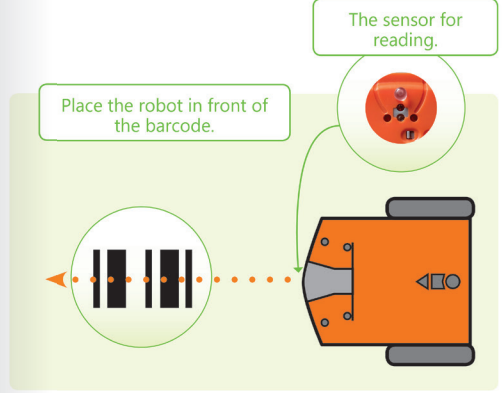 The sensor for
reading.
Place the robot in front of
the barcode.